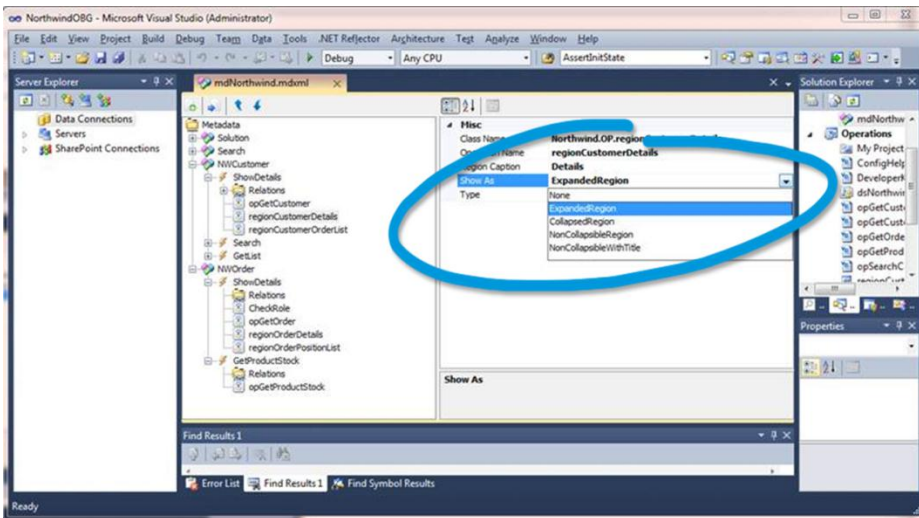 NorthwindOBG - Microsoft Visual Studio (Administrator)
File Edit View Project Build Debug Team Data Tools .NET Reflector Architecture Test Analyze Window Help
Debug Any CPU AssertInitState
Server Explorer
Data Connections
Servers
SharePoint Connections
mdNorthwind.mdxml
Metadata
Solution
Search
NWCustomer
ShowDetails
Relations
opGetCustomer
regionCustomerDetails
regionCustomerOrderList
Search
GetList
NWOrder
ShowDetails
Relations
CheckRole
opGetOrder
regionOrderDetails
regionOrderPositionList
GetProductStock
Relations
opGetProductStock
Misc
Class Name Northwind.OP.region
Name regionCustomerDetails
Region Caption Details
Show As ExpandedRegion
Type
None
ExpandedRegion
CollapsedRegion
NonCollapsibleRegion
NonCollapsibleWithTitle
Show As
Solution Explorer
mdNorthw
Operations
My Project
ConfigHelp
DsNorthwin
opGetCust
opGetCust
opGetOrde
opGetProd
opSearchC
Properties
Find Results 1
Error List Find Results 1 Find Symbol Results
Ready